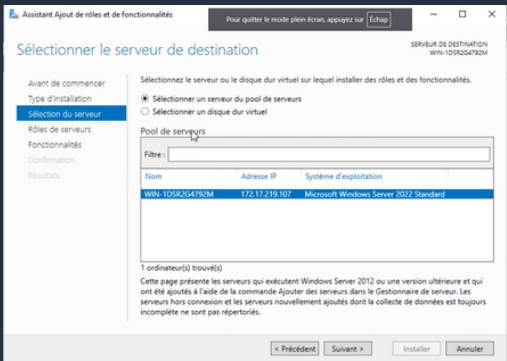 Assistant Ajout de rôles et de fonctionnalités
Pour quitter le mode plein écran, appuyez sur Échap
Sélectionner le serveur de destination
SERVEUR DE DESTINATION
WIN-1DSR2G4792M
Avant de commencer
Type d'installation
Sélection du serveur
Rôles de serveurs
Fonctionnalités
Confirmation
Résultats
Sélectionnez le serveur ou le disque dur virtuel sur lequel installer des rôles et des fonctionnalités.
Sélectionner un serveur du pool de serveurs
Sélectionner un disque dur virtuel
Pool de serveurs
Filtre :
Nom Adresse IP Système d'exploitation
WIN-1DSR2G4792M 172.17.219.107 Microsoft Windows Server 2022 Standard
1 ordinateur(s) trouvé(s)
Cette page présente les serveurs qui exécutent Windows Server 2012 ou une version ultérieure et qui
ont été ajoutés à l'aide de la commande Ajouter des serveurs dans le Gestionnaire de serveur. Les
serveurs hors connexion et les serveurs nouvellement ajoutés dont la collecte de données est toujours
incomplète ne sont pas répertoriés.
< Précédent Suivant > Installer Annuler